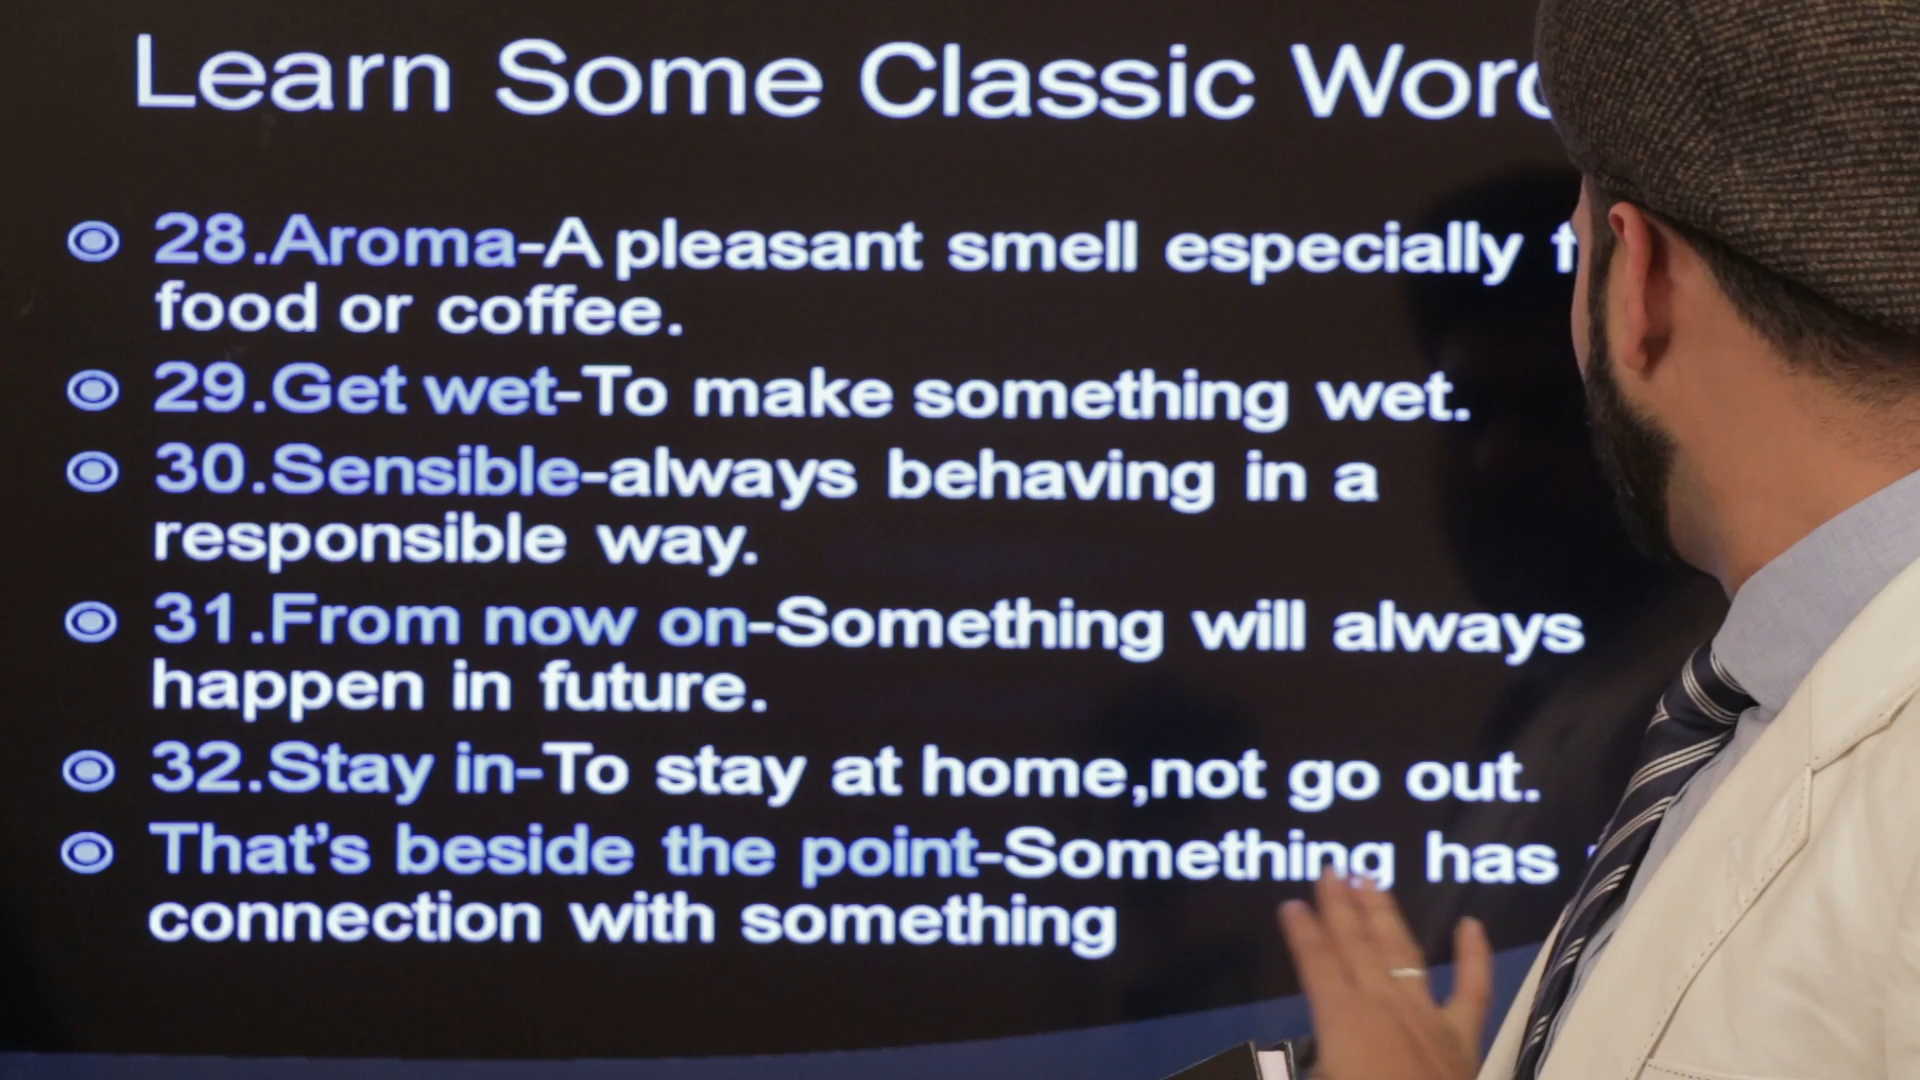 Learn Some Classic
28.Aroma-A pleasant smell especially
food or coffee.
29.Get wet-To make something wet.
30.Sensible-always behaving in a
responsible way.
31.From now on-Something will always
happen in future.
32.Stay in-To stay at home,not go out.
That's beside the point-Something has
connection with something